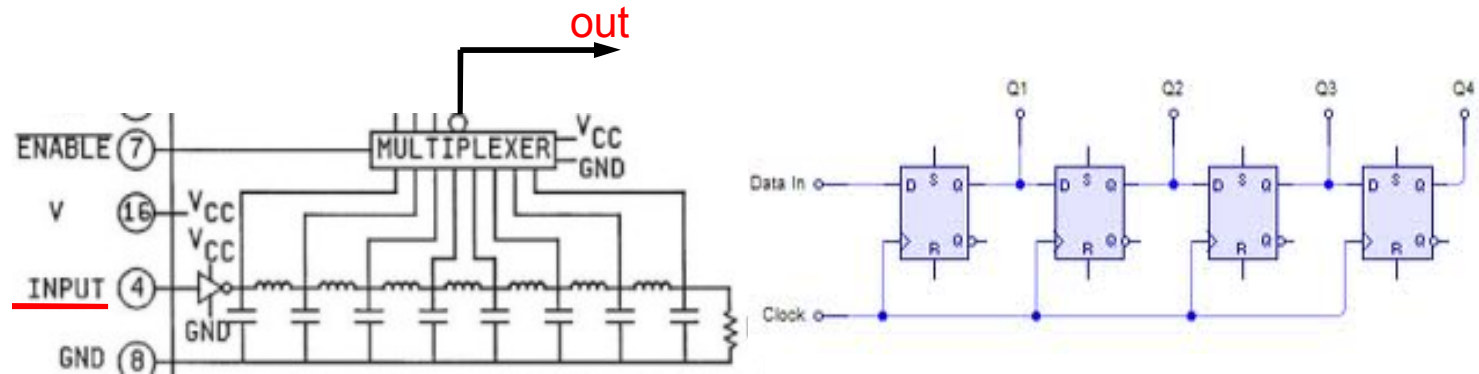 out
ENABLE 7
MULTIPLEXER
VCC
GND
V 16 VCC
VCC
INPUT 4
GND
GND 8
Q1 Q2 Q3 Q4
Data In
D S Q D S Q D S Q D S Q
R Q R Q R Q R Q
Clock